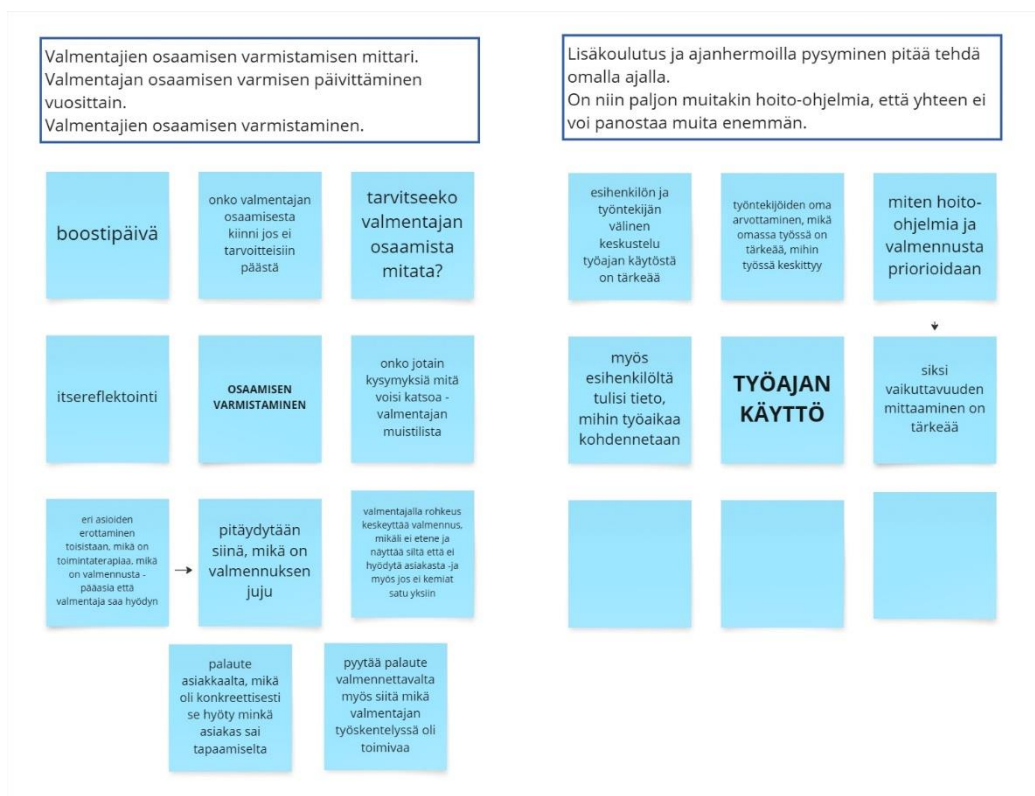 Valmentajien osaamisen varmistamisen mittari.
Valmentajan osaamisen varmisen päivittäminen
vuosittain.
Valmentajien osaamisen varmistaminen.
boostipäivä
onko valmentajan
osaamisesta
kiinni jos ei
tarvoitteisiin
päästä
tarvitseeko
valmentajan
osaamista
mitata?
itsereflektointi
OSAAMISEN
VARMISTAMINEN
onko jotain
kysymyksiä mitä
voisi katsoa -
valmentajan
muistilista
eri asioiden
erottaminen
toisistaan, mikä on
toimintaterapiaa, mikä
on valmennusta -
pääasia että
valmentaja saa hyödyn
pitäydytään
siinä, mikä on
valmennuksen
juju
valmentajalla rohkeus
keskeyttää valmennus,
mikäli ei etene ja
näyttää siltä että ei
hyödytä asiakasta -ja
myös jos ei kemiat
satu yksiin
palaute
asiakkaalta, mikä
oli konkreettisesti
se hyöty minkä
asiakas sai
tapaamiselta
pyytää palaute
valmennettavalta
myös siitä mikä
valmentajan
työskentelyssä oli
toimivaa
Lisäkoulutus ja ajanhermoilla pysyminen pitää tehdä
omalla ajalla.
On niin paljon muitakin hoito-ohjelmia, että yhteen ei
voi panostaa muita enemmän.
esihenkilön ja
työntekijän
välinen
keskustelu
työajan käytöstä
on tärkeää
työntekijöiden oma
arvottaminen, mikä
omassa työssä on
tärkeää, mihin
työssä keskittyy
miten hoito-
ohjelmia ja
valmennusta
priorioidaan
myös
esihenkilöltä
tulisi tieto,
mihin työaikaa
kohdennetaan
TYÖAJAN
KÄYTTÖ
siksi
vaikuttavuuden
mittaaminen on
tärkeää